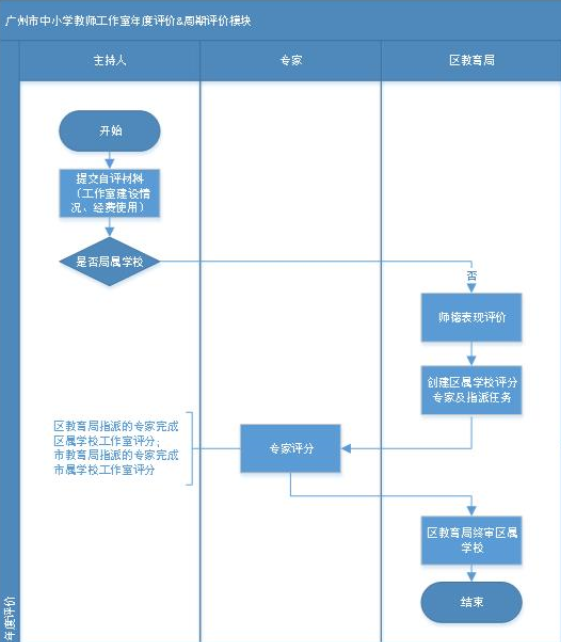 广州市中小学教师工作室年度评价&周期评价模块
主持人
专家
区教育局
开始
提交自评材料
（工作室建设情
况、经费使用）
是否局属学校
否
师德表现评价
创建区属学校评分
专家及指派任务
区教育局指派的专家完成
区属学校工作室评分；
市教育局指派的专家完成
市属学校工作室评分
专家评分
区教育局终审区属
学校
结束
年度评价